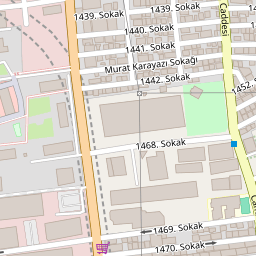 1439. Sokak
1439. Sokak
Caddesi
1440. Sokak
1441. Sokak
Murat Karayazı Sokağı
1442. Sokak
1452. So
1468. Sokak
1469. Sokak
1470. Sokak